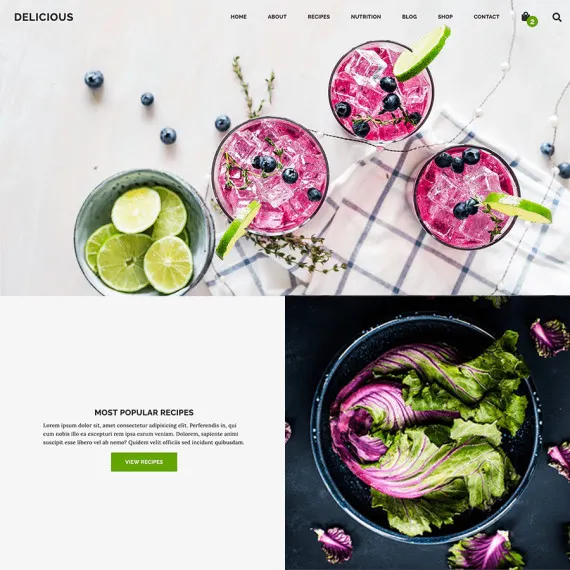 DELICIOUS
HOME ABOUT RECIPES NUTRITION BLOG SHOP CONTACT 2
MOST POPULAR RECIPES
Lorem ipsum dolor sit, amet consectetur adipisicing elit. Perferendis in, qui
cum nobis illo ea excepturi rem ipsa earum veniam. Dolorem, sapiente animi
suscipit esse libero vel ab nemo? Quidem velit officiis sed incidunt quibusdam.
VIEW RECIPES